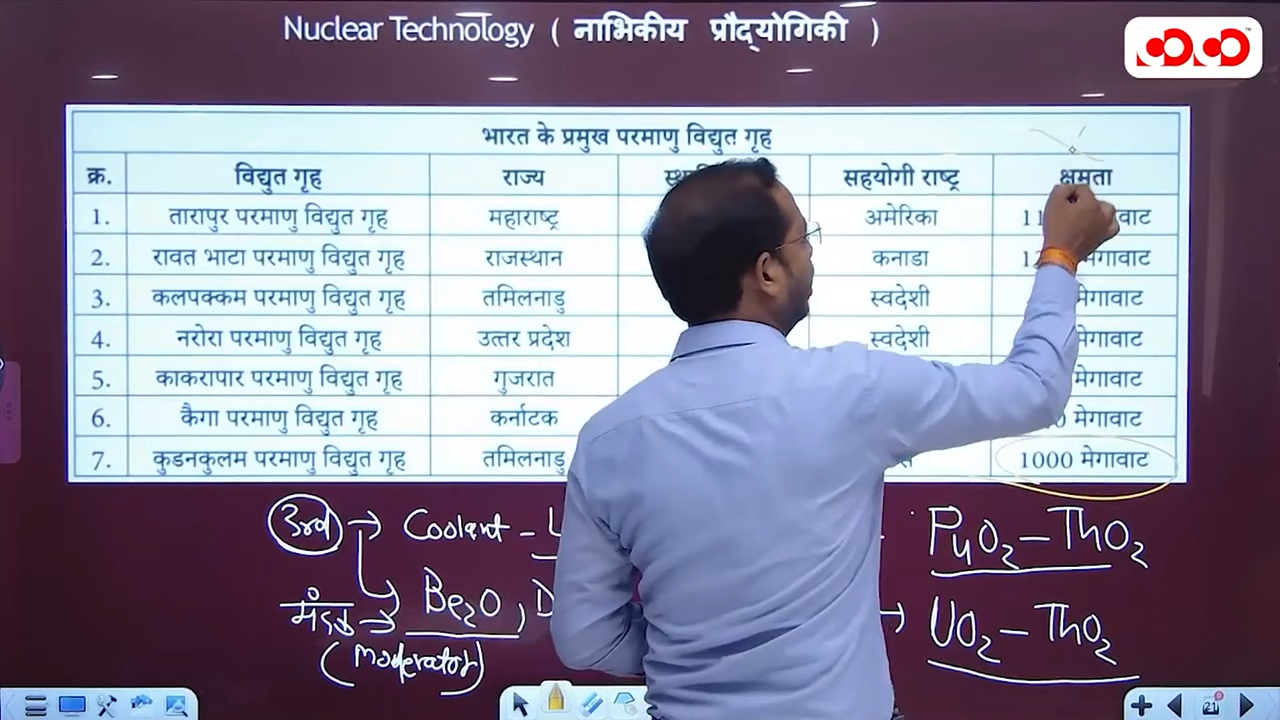 Nuclear Technology ( नाभिकीय प्रौद्योगिकी )
भारत के प्रमुख परमाणु विद्युत गृह
क्र. विद्युत गृह राज्य सहयोगी राष्ट्र क्षमता
1. तारापुर परमाणु विद्युत गृह महाराष्ट्र अमेरिका
2. रावत भाटा परमाणु विद्युत गृह राजस्थान कनाडा मेगावाट
3. कलपक्कम परमाणु विद्युत गृह तमिलनाडु स्वदेशी मेगावाट
4. नरोरा परमाणु विद्युत गृह उत्तर प्रदेश स्वदेशी मेगावाट
5. काकरापार परमाणु विद्युत गृह गुजरात मेगावाट
6. कैगा परमाणु विद्युत गृह कर्नाटक मेगावाट
7. कुडनकुलम परमाणु विद्युत गृह तमिलनाडु 1000 मेगावाट
3rd → Coolant - PuO₂ – ThO₂
Be₂O, → UO₂ – ThO₂
(moderator)
21